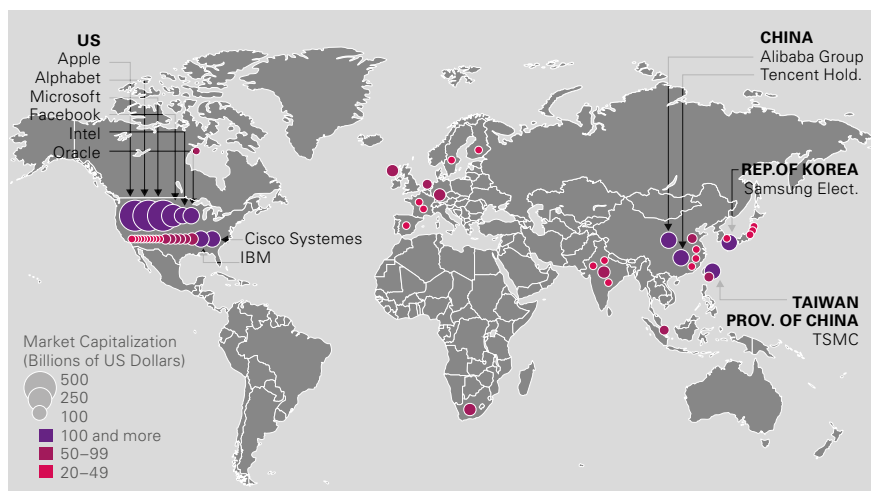 US
Apple
Alphabet
Microsoft
Facebook
Intel
Oracle
Cisco Systemes
IBM
CHINA
Alibaba Group
Tencent Hold.
REP.OF KOREA
Samsung Elect.
TAIWAN
PROV. OF CHINA
TSMC
Market Capitalization
(Billions of US Dollars)
500
250
100
100 and more
50–99
20–49